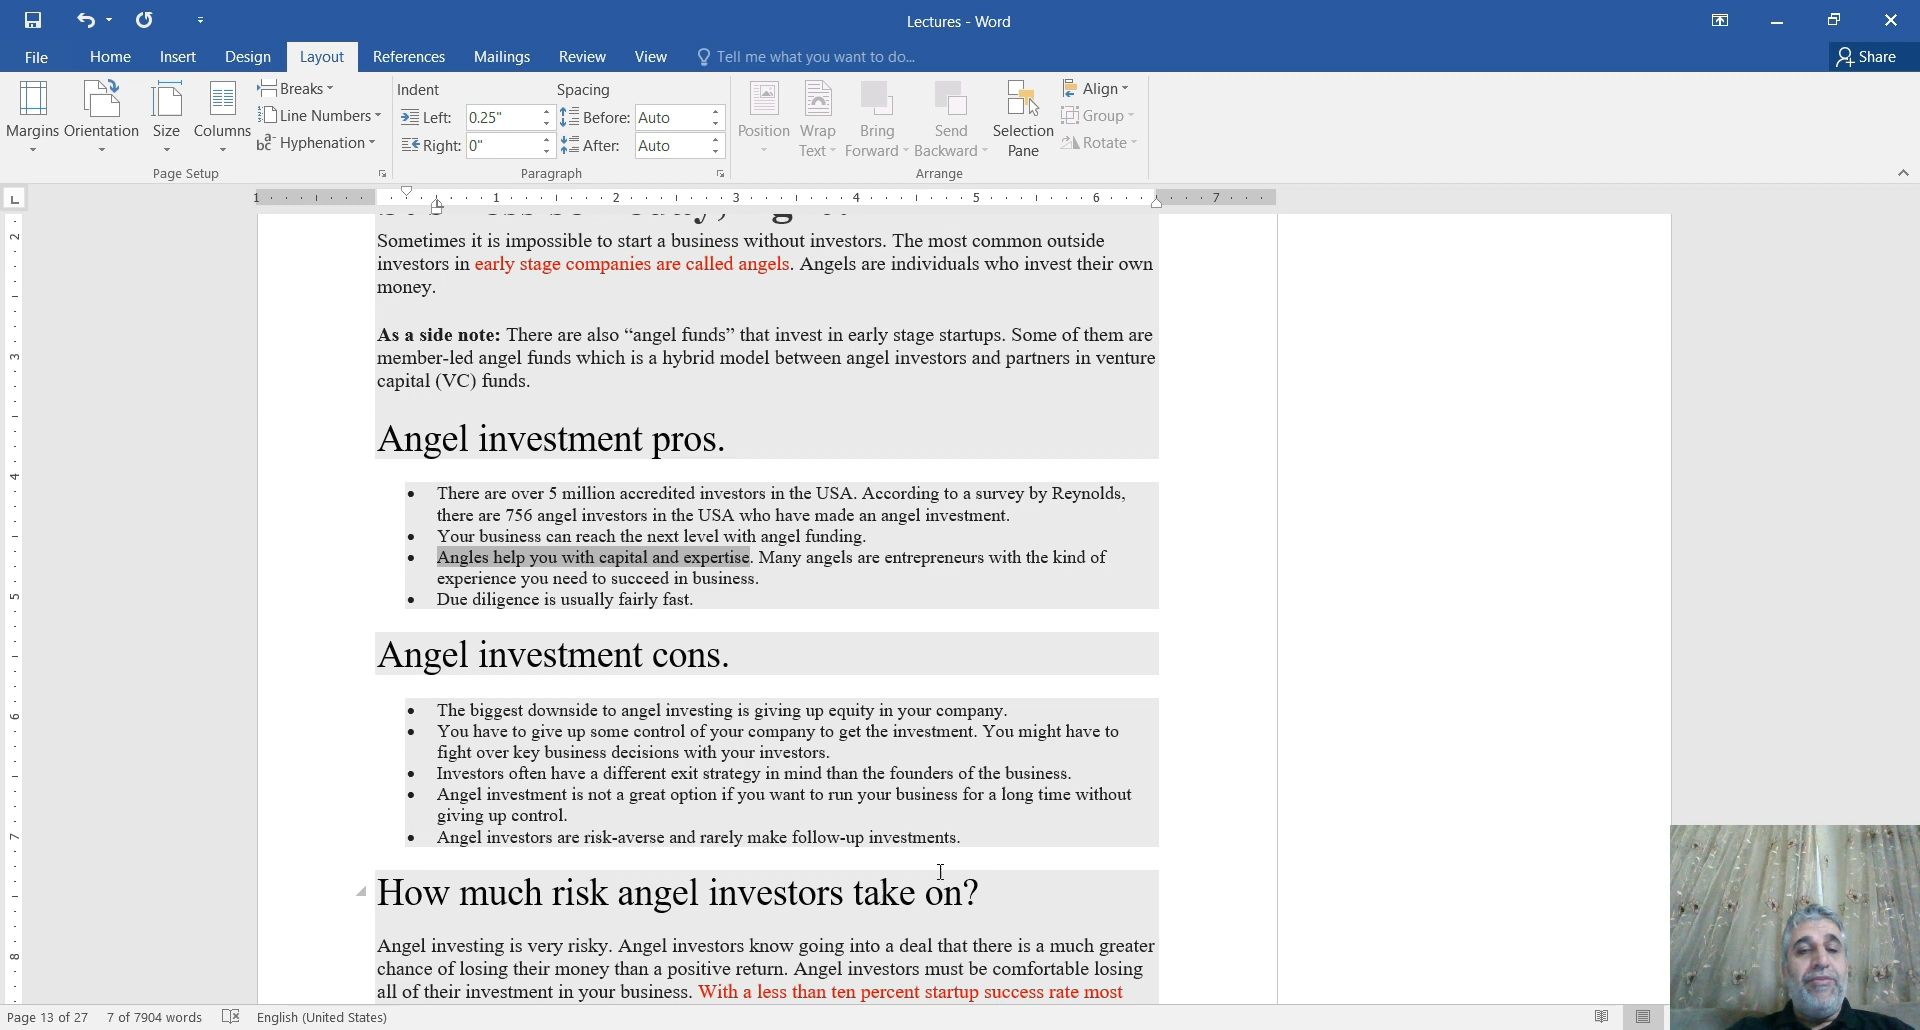 Lectures - Word
File Home Insert Design Layout References Mailings Review View Tell me what you want to do... Share
Margins Orientation Size Columns Breaks Line Numbers Hyphenation
Page Setup
Indent Spacing
Left: 0.25" Before: Auto
Right: 0" After: Auto
Paragraph
Position Wrap Text Bring Forward Send Backward Selection Pane Align Group Rotate
Arrange
1 1 2 3 4 5 6 7
2 3 4 5 6 7 8
Sometimes it is impossible to start a business without investors. The most common outside
investors in early stage companies are called angels. Angels are individuals who invest their own
money.
As a side note: There are also “angel funds” that invest in early stage startups. Some of them are
member-led angel funds which is a hybrid model between angel investors and partners in venture
capital (VC) funds.
Angel investment pros.
• There are over 5 million accredited investors in the USA. According to a survey by Reynolds,
there are 756 angel investors in the USA who have made an angel investment.
• Your business can reach the next level with angel funding.
• Angles help you with capital and expertise. Many angels are entrepreneurs with the kind of
experience you need to succeed in business.
• Due diligence is usually fairly fast.
Angel investment cons.
• The biggest downside to angel investing is giving up equity in your company.
• You have to give up some control of your company to get the investment. You might have to
fight over key business decisions with your investors.
• Investors often have a different exit strategy in mind than the founders of the business.
• Angel investment is not a great option if you want to run your business for a long time without
giving up control.
• Angel investors are risk-averse and rarely make follow-up investments.
How much risk angel investors take on?
Angel investing is very risky. Angel investors know going into a deal that there is a much greater
chance of losing their money than a positive return. Angel investors must be comfortable losing
all of their investment in your business. With a less than ten percent startup success rate most
Page 13 of 27 7 of 7904 words English (United States)